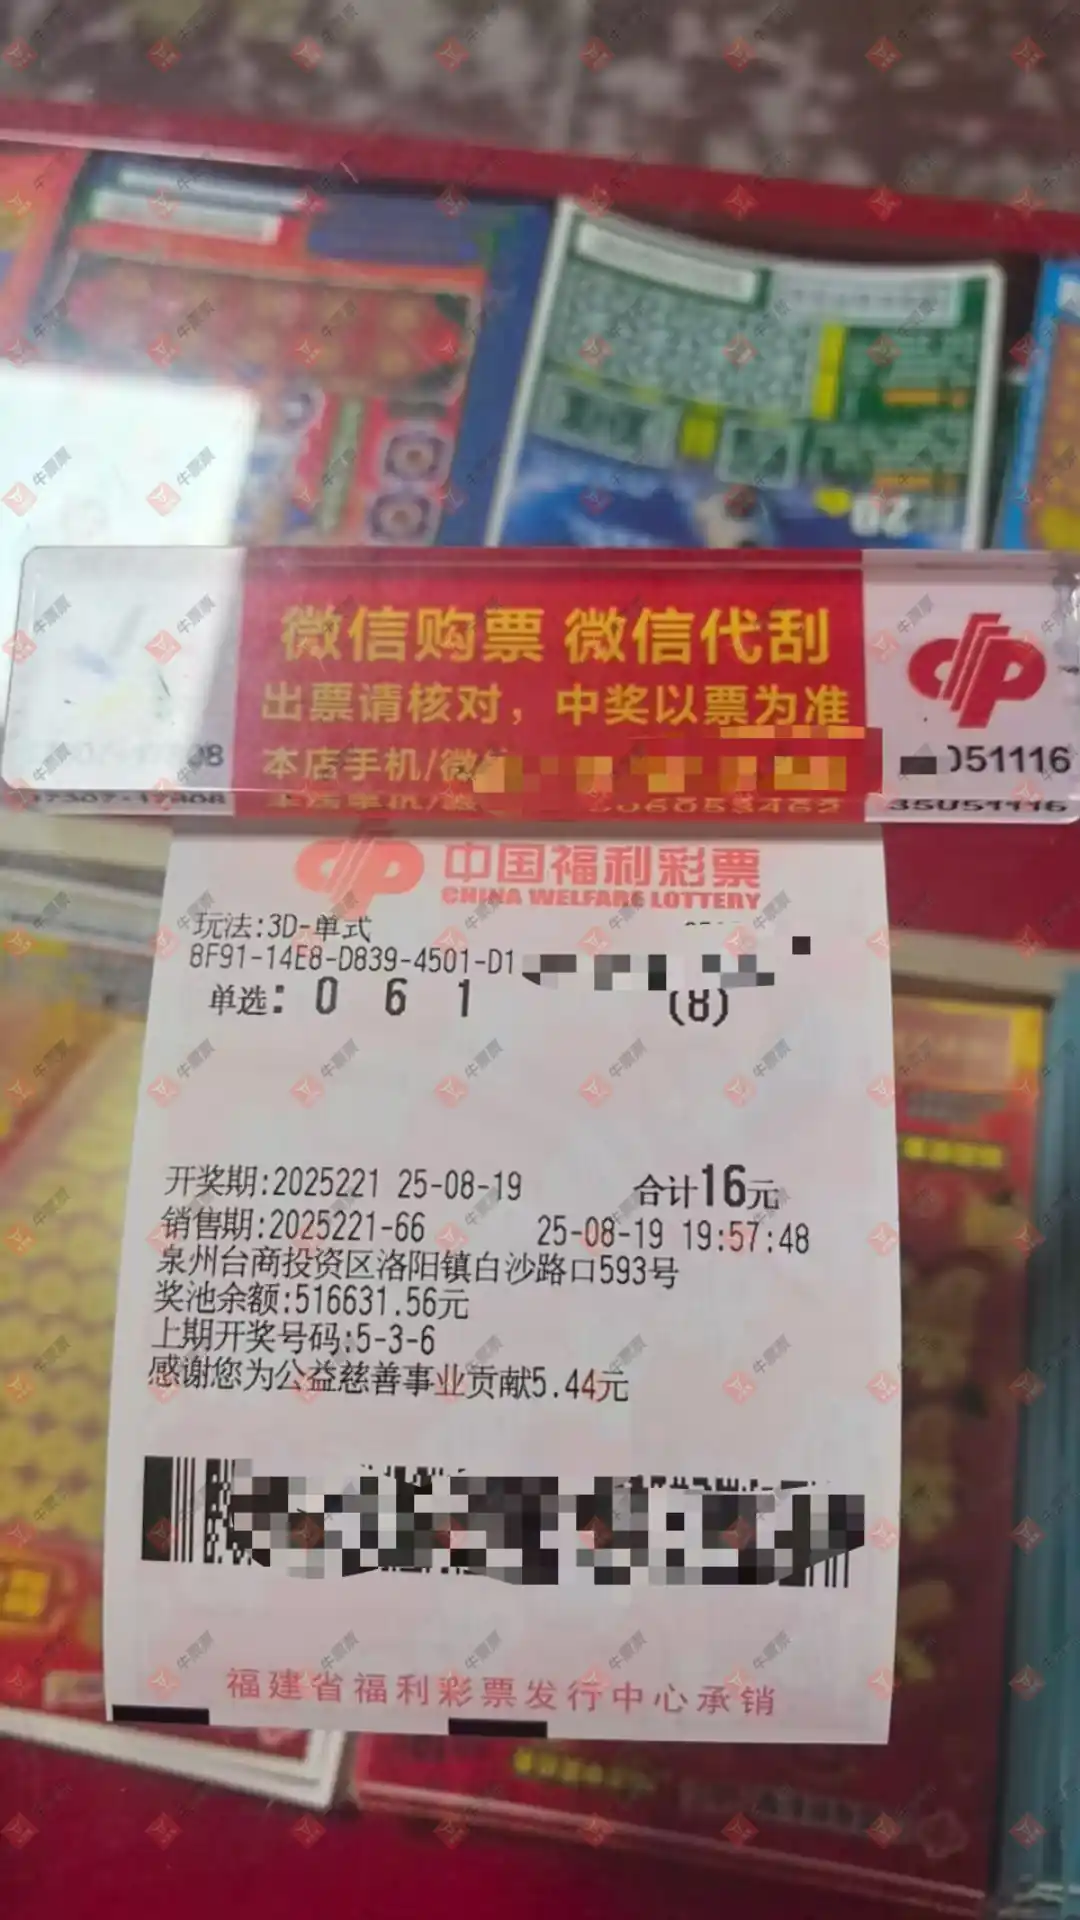 微信购票 微信代刮
出票请核对，中奖以票为准
本店手机/微
051116
35051116
中国福利彩票
CHINA WELFARE LOTTERY
玩法:3D-单式
8F91-14E8-D839-4501-D1
单选: 0 6 1 (8)
开奖期:2025221 25-08-19 合计16元
销售期:2025221-66 25-08-19 19:57:48
泉州台商投资区洛阳镇白沙路口593号
奖池余额:516631.56元
上期开奖号码:5-3-6
感谢您为公益慈善事业贡献5.44元
福建省福利彩票发行中心承销
牛票票